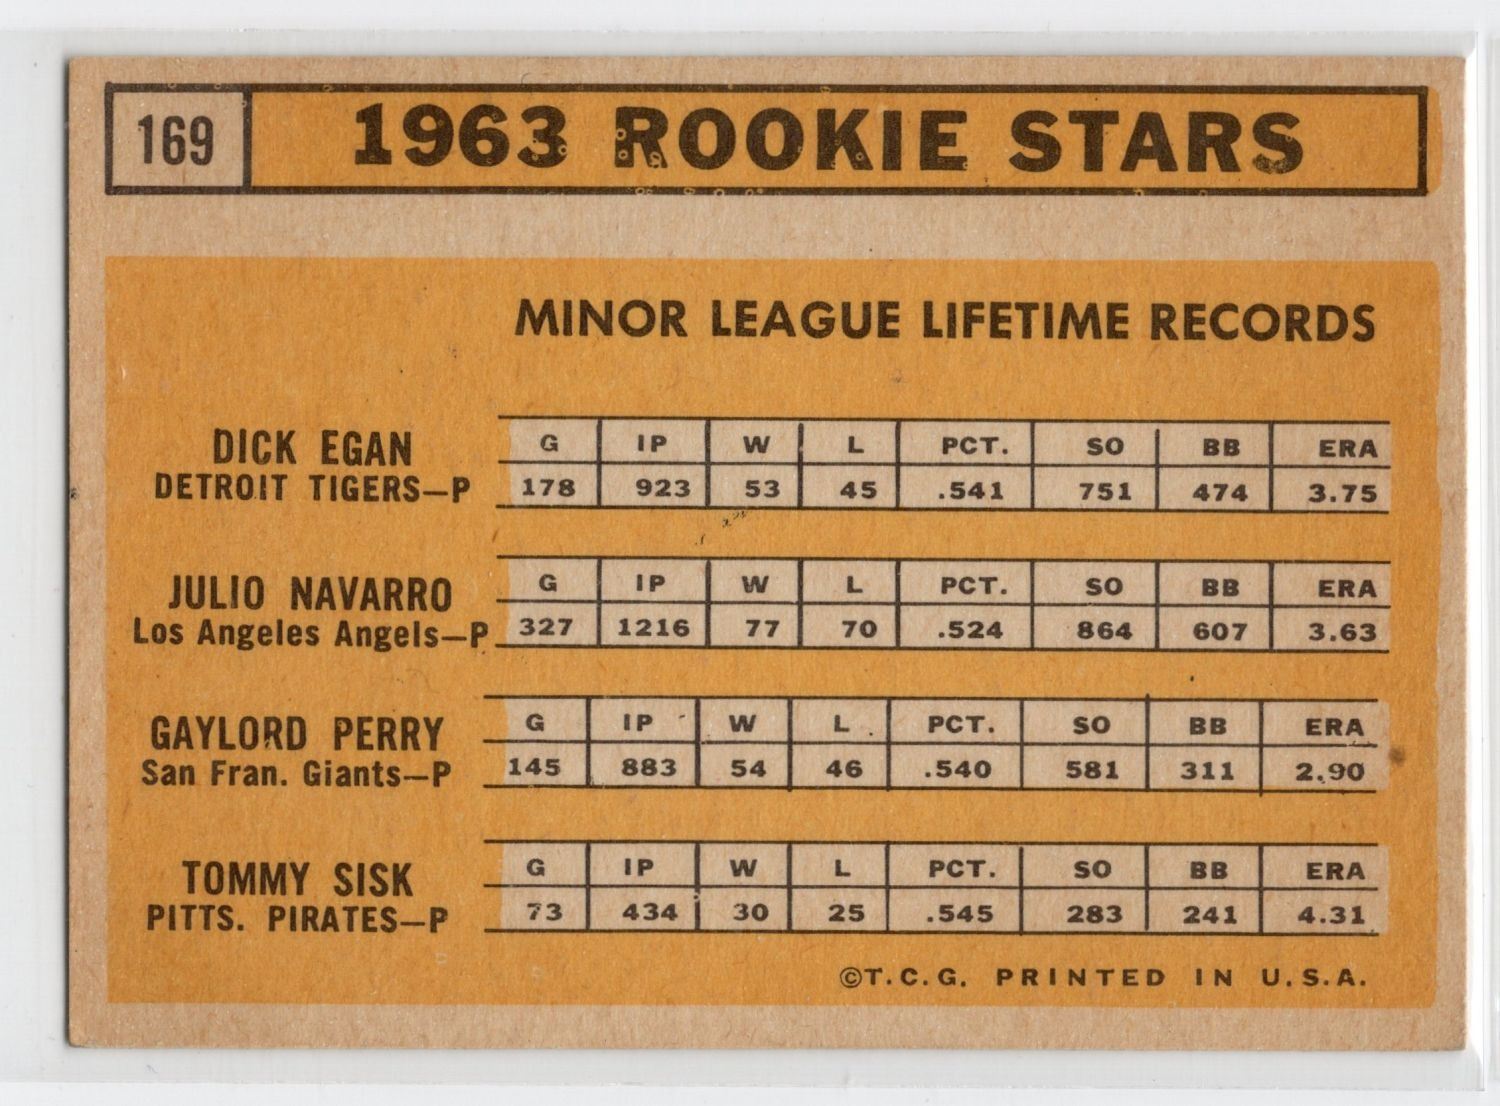 169 1963 ROOKIE STARS
MINOR LEAGUE LIFETIME RECORDS
DICK EGAN
DETROIT TIGERS—P
G IP W L PCT. SO BB ERA
178 923 53 45 .541 751 474 3.75
JULIO NAVARRO
Los Angeles Angels—P
G IP W L PCT. SO BB ERA
327 1216 77 70 .524 864 607 3.63
GAYLORD PERRY
San Fran. Giants—P
G IP W L PCT. SO BB ERA
145 883 54 46 .540 581 311 2.90
TOMMY SISK
PITTS. PIRATES—P
G IP W L PCT. SO BB ERA
73 434 30 25 .545 283 241 4.31
©T.C.G. PRINTED IN U.S.A.